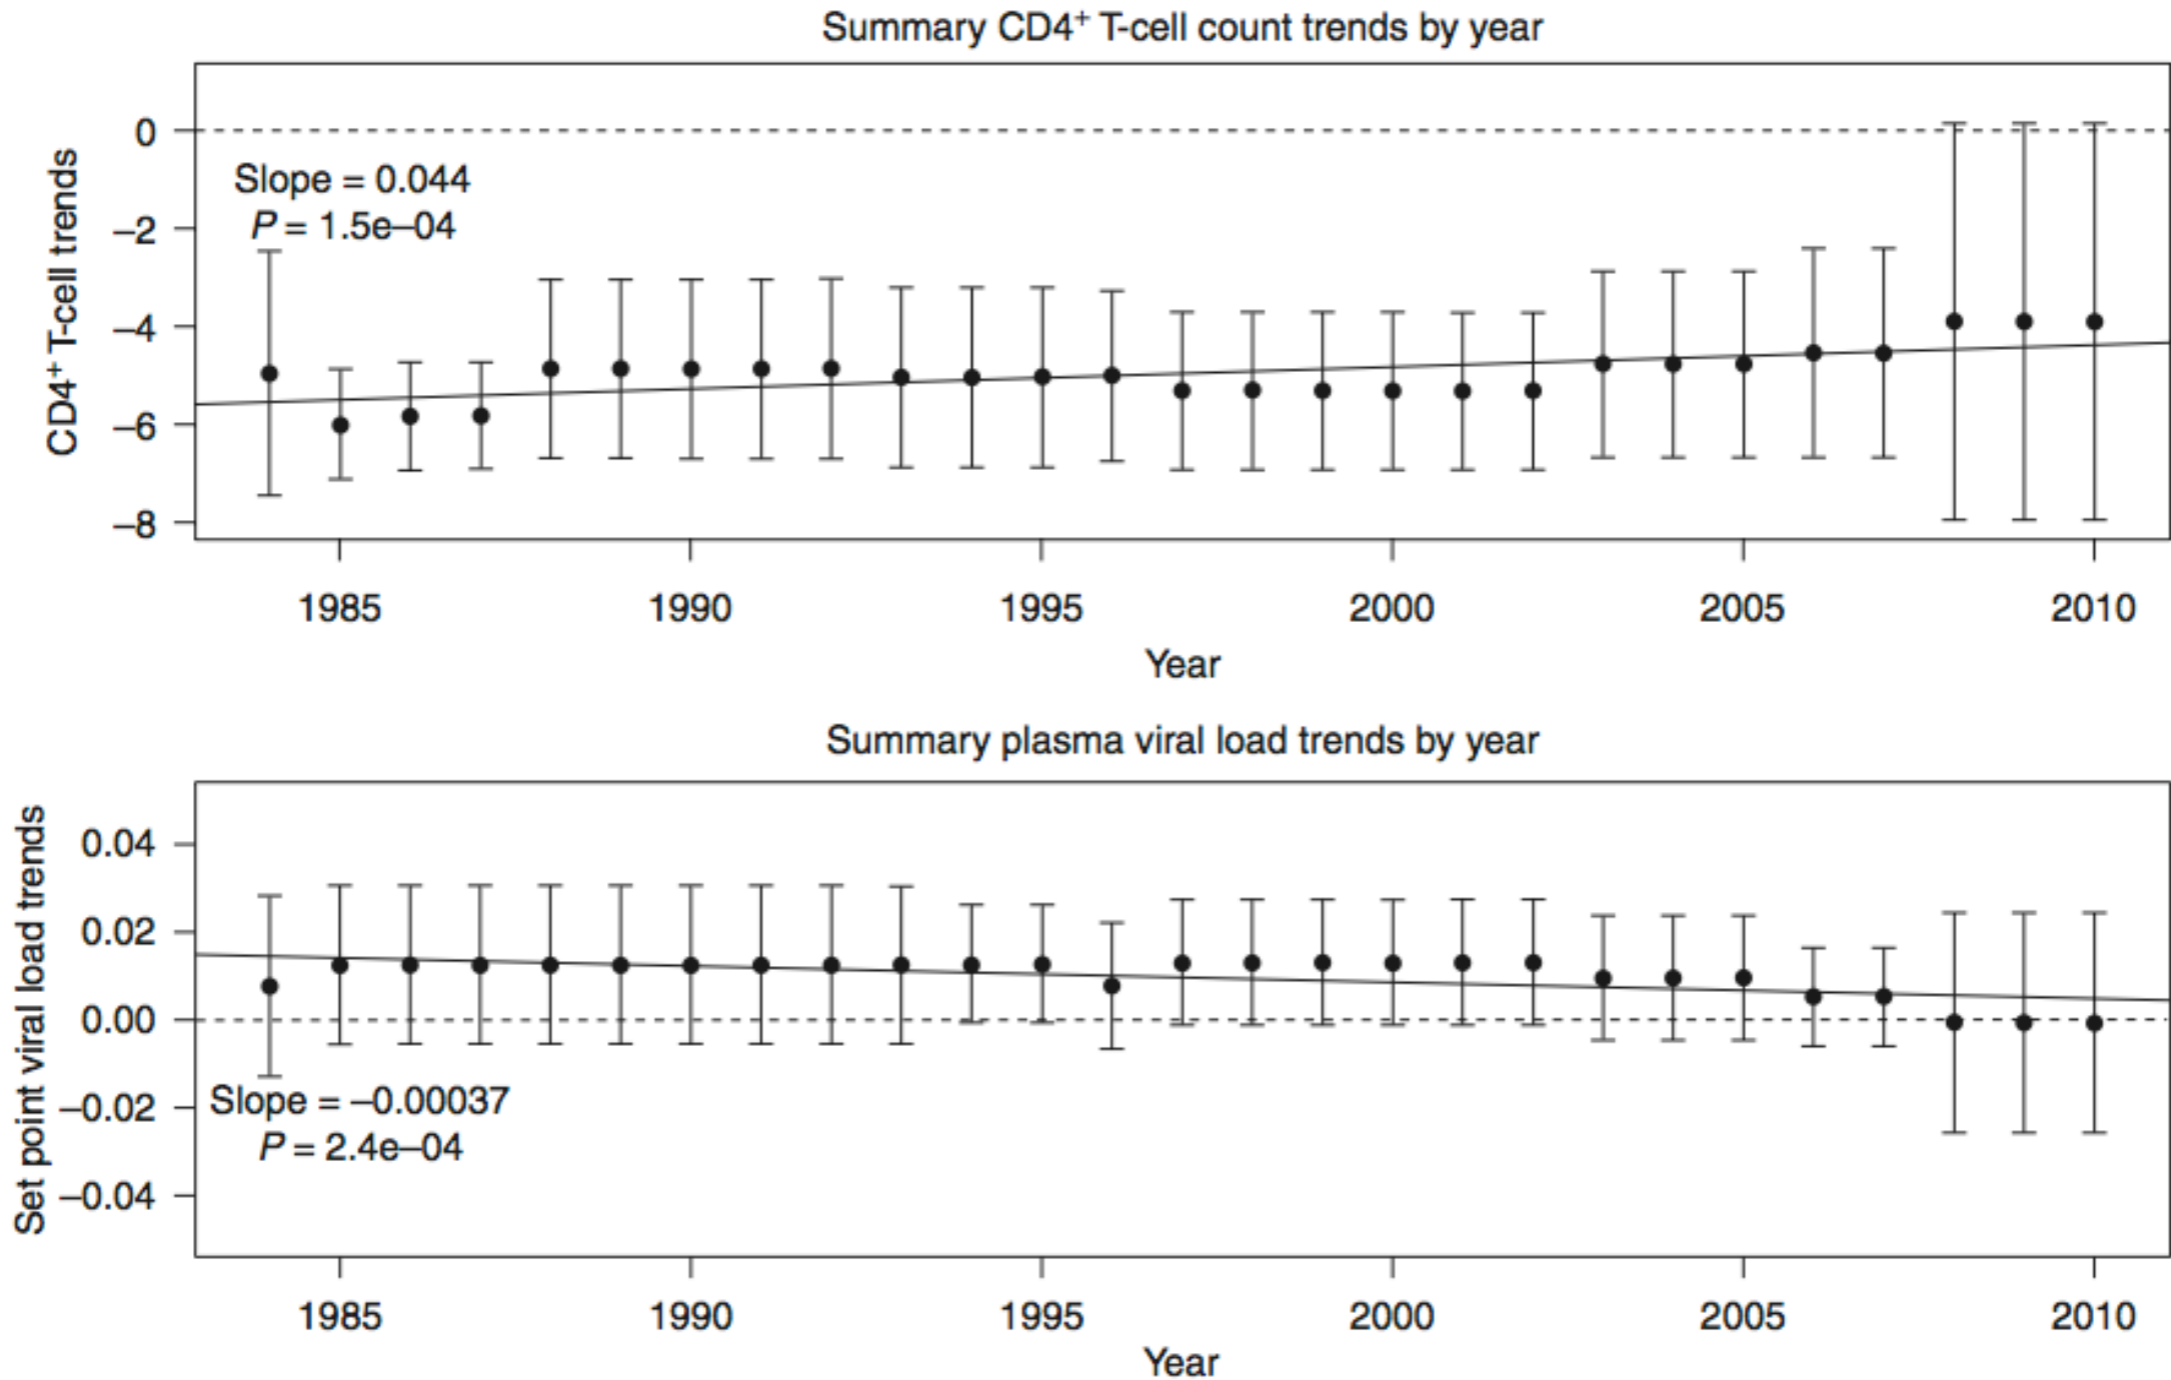 Summary CD4⁺ T-cell count trends by year
CD4⁺ T-cell trends
0
–2
–4
–6
–8
Slope = 0.044
P = 1.5e–04
1985 1990 1995 2000 2005 2010
Year
Summary plasma viral load trends by year
Set point viral load trends
0.04
0.02
0.00
–0.02
–0.04
Slope = –0.00037
P = 2.4e–04
1985 1990 1995 2000 2005 2010
Year